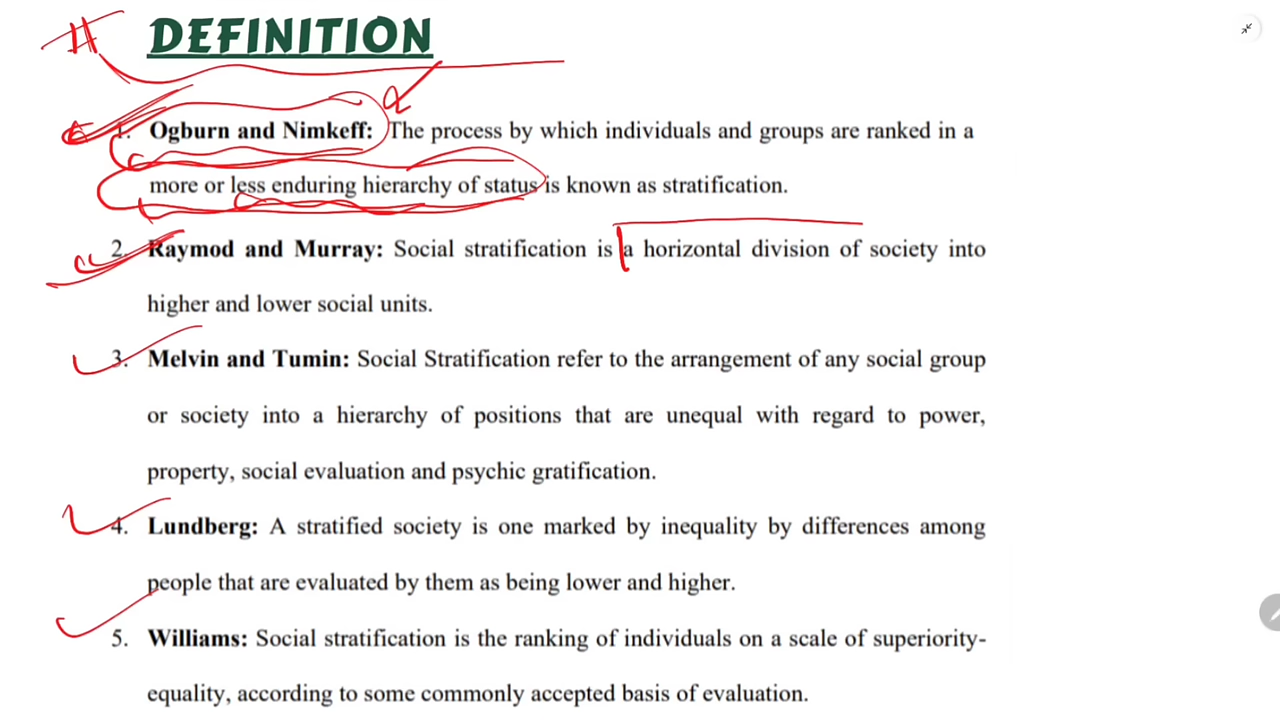 DEFINITION
1. Ogburn and Nimkeff: The process by which individuals and groups are ranked in a
more or less enduring hierarchy of status is known as stratification.
2. Raymod and Murray: Social stratification is a horizontal division of society into
higher and lower social units.
3. Melvin and Tumin: Social Stratification refer to the arrangement of any social group
or society into a hierarchy of positions that are unequal with regard to power,
property, social evaluation and psychic gratification.
4. Lundberg: A stratified society is one marked by inequality by differences among
people that are evaluated by them as being lower and higher.
5. Williams: Social stratification is the ranking of individuals on a scale of superiority-
equality, according to some commonly accepted basis of evaluation.